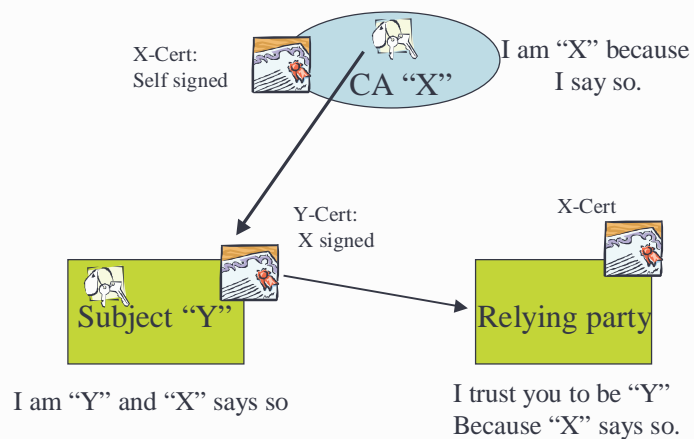 X-Cert:
Self signed
CA “X”
I am “X” because
I say so.
Y-Cert:
X signed
X-Cert
Subject “Y”
Relying party
I am “Y” and “X” says so
I trust you to be “Y”
Because “X” says so.